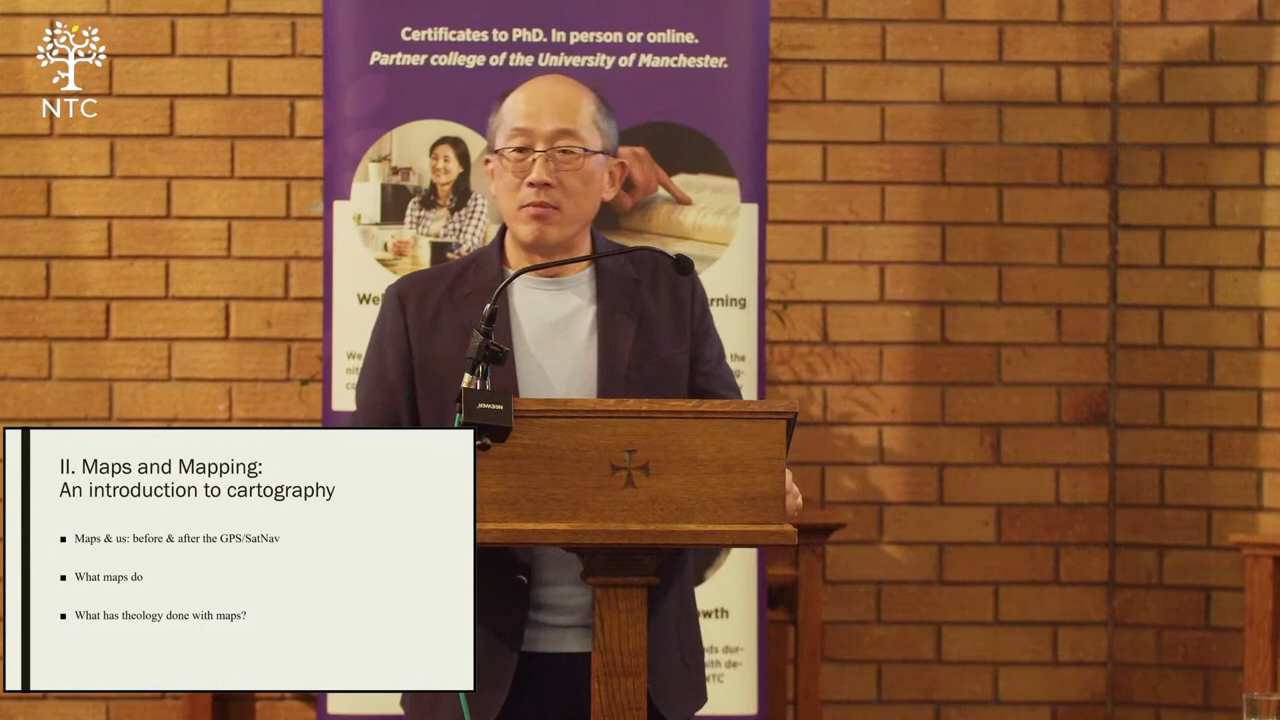 NTC
Certificates to PhD. In person or online.
Partner college of the University of Manchester.
NEEWER
II. Maps and Mapping:
An introduction to cartography
■ Maps & us: before & after the GPS/SatNav
■ What maps do
■ What has theology done with maps?